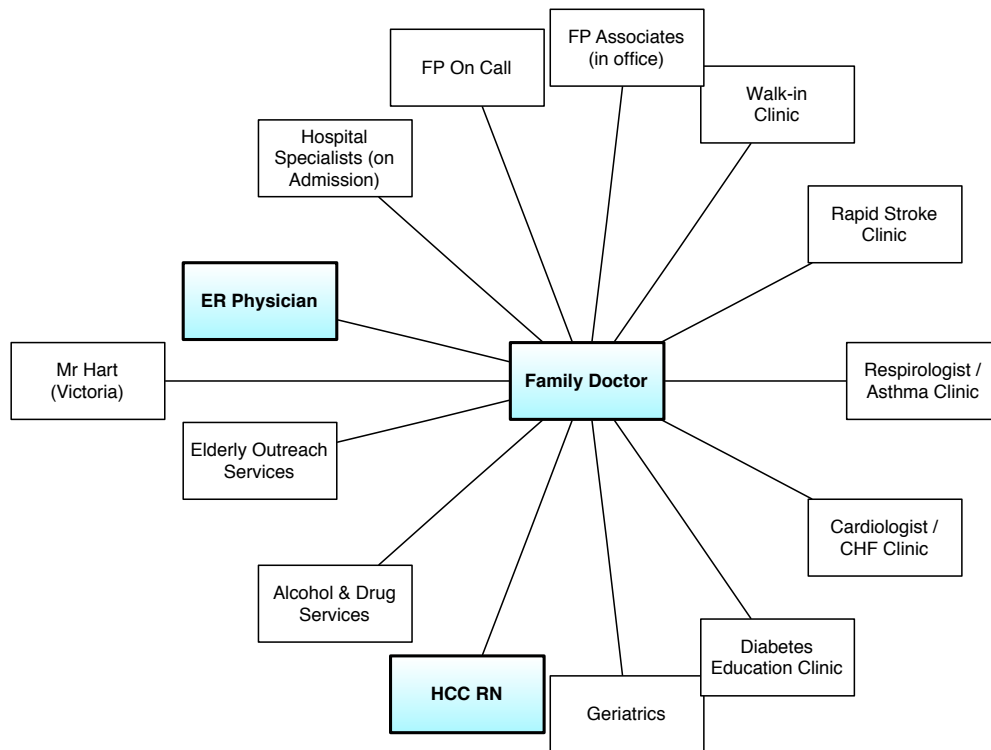 FP Associates
(in office)
FP On Call
Walk-in
Clinic
Hospital
Specialists (on
Admission)
Rapid Stroke
Clinic
ER Physician
Mr Hart
(Victoria)
Family Doctor
Respirologist /
Asthma Clinic
Elderly Outreach
Services
Cardiologist /
CHF Clinic
Alcohol & Drug
Services
Diabetes
Education Clinic
HCC RN
Geriatrics